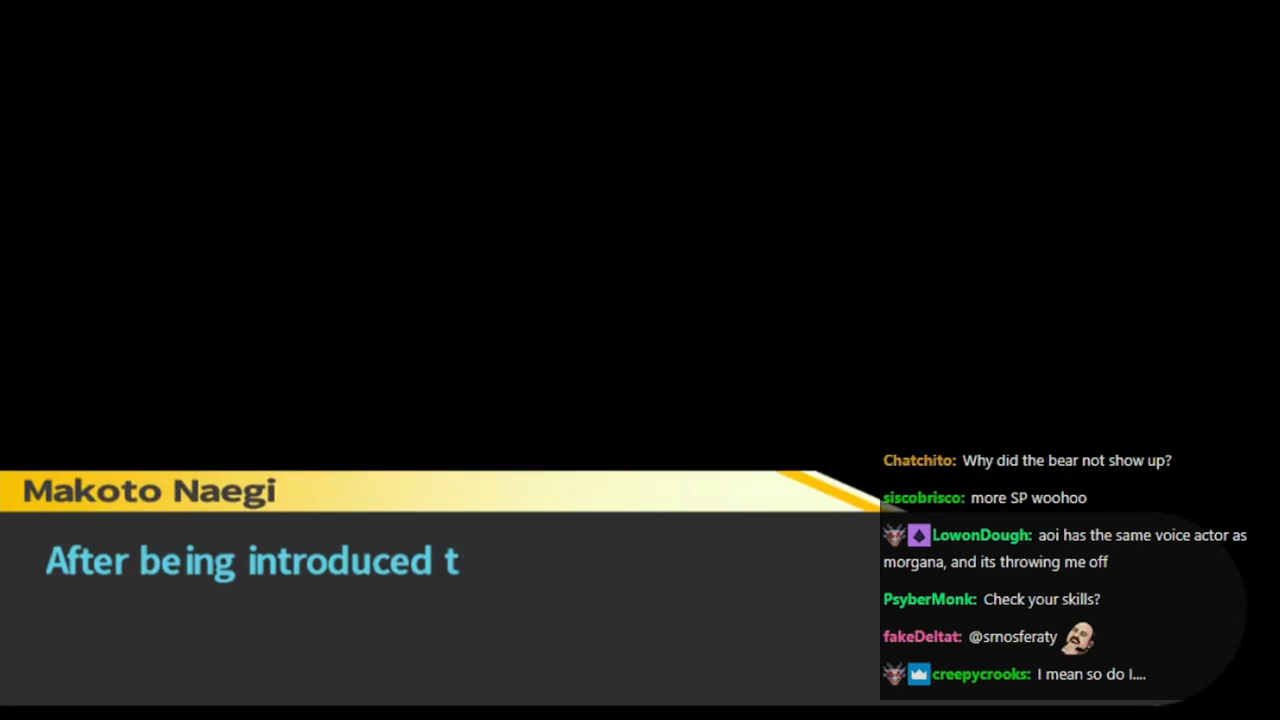 Chatchito: Why did the bear not show up?
siscobrisco: more SP woohoo
LowonDough: aoi has the same voice actor as
morgana, and its throwing me off
PsyberMonk: Check your skills?
fakeDeltat: @srnosferaty
creepycrooks: I mean so do I....
Makoto Naegi
After being introduced t